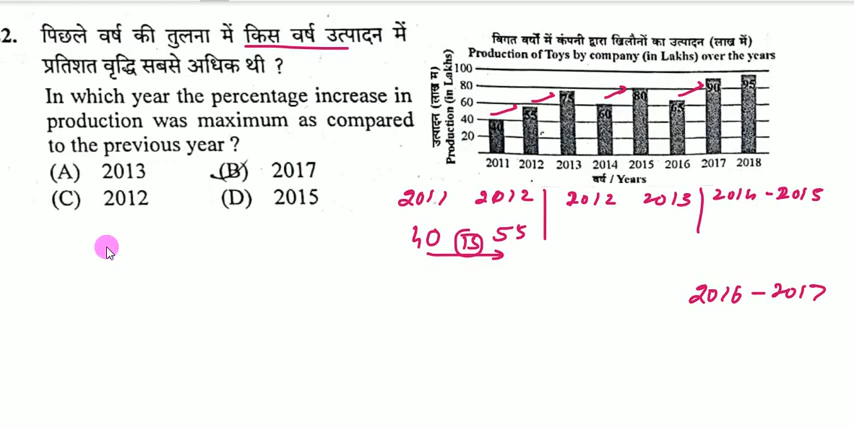 2. पिछले वर्ष की तुलना में किस वर्ष उत्पादन में
प्रतिशत वृद्धि सबसे अधिक थी ?
In which year the percentage increase in
production was maximum as compared
to the previous year ?
(A) 2013 (B) 2017
(C) 2012 (D) 2015
विगत वर्षों में कंपनी द्वारा खिलौनों का उत्पादन (लाख में)
Production of Toys by company (in Lakhs) over the years
उत्पादन (लाख में)
Production (in Lakhs)
100
80
60
40
20
40 55 75 60 80 65 90 95
2011 2012 2013 2014 2015 2016 2017 2018
वर्ष / Years
2011 2012 2012 2013 2014-2015
40 15 55
2016-2017